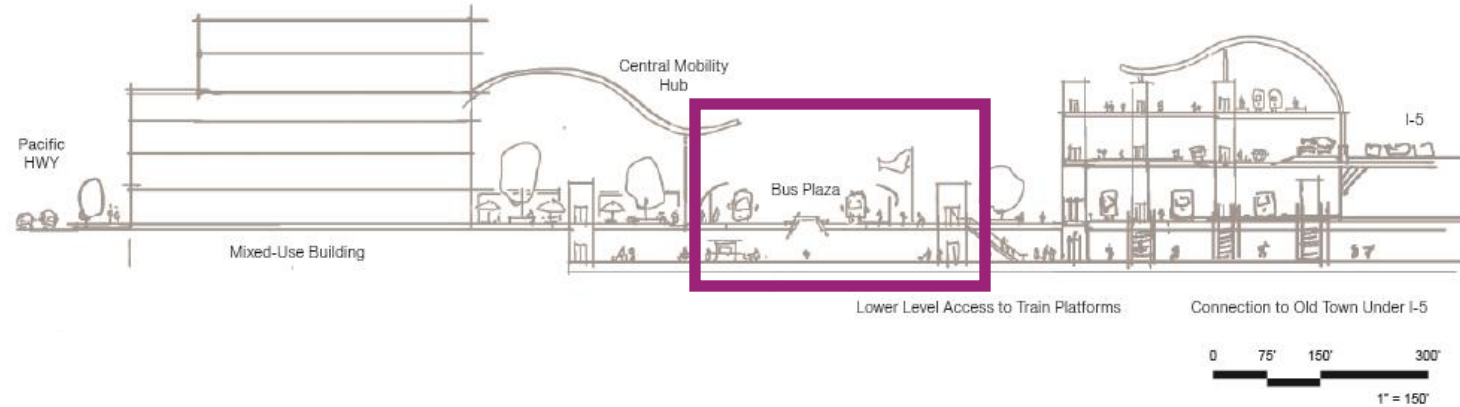 Central Mobility
Hub
Pacific
HWY
I-5
Bus Plaza
Mixed-Use Building
Lower Level Access to Train Platforms
Connection to Old Town Under I-5
0 75' 150' 300'
1" = 150'